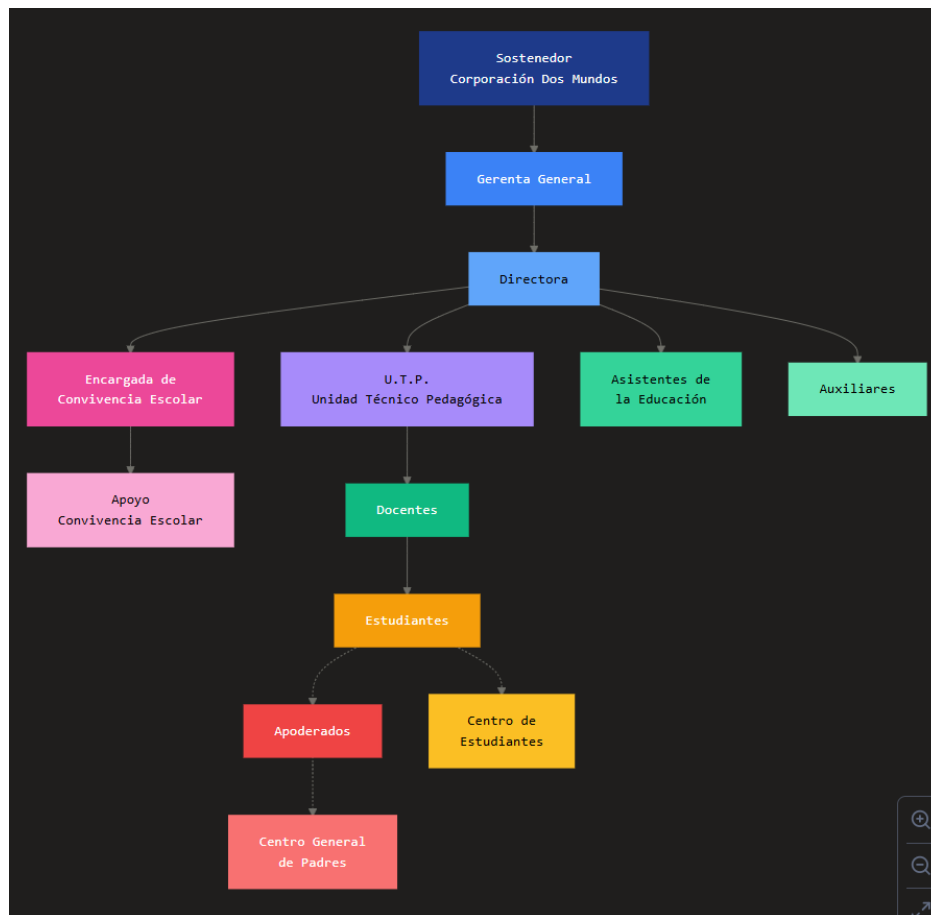 Sostenedor
Corporación Dos Mundos
Gerenta General
Directora
Encargada de
Convivencia Escolar
U.T.P.
Unidad Técnico Pedagógica
Asistentes de
la Educación
Auxiliares
Apoyo
Convivencia Escolar
Docentes
Estudiantes
Apoderados
Centro de
Estudiantes
Centro General
de Padres